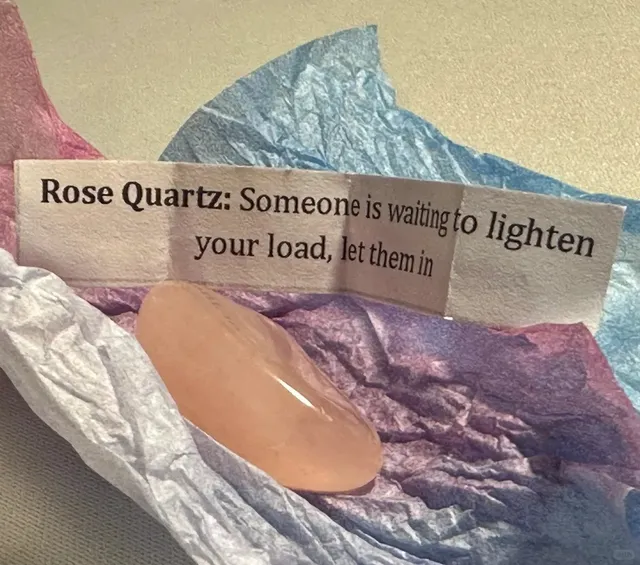 Rose Quartz: Someone is waiting to lighten
your load, let them in